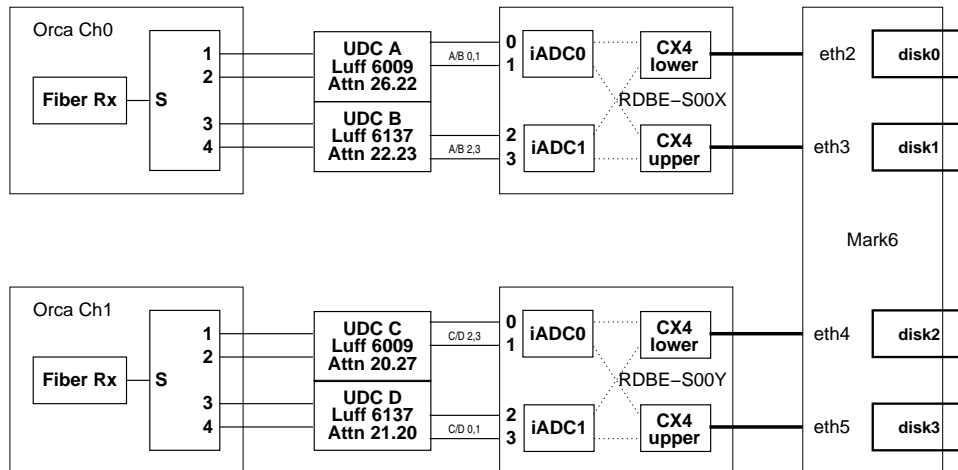 Orca Ch0
Fiber Rx
S
1
2
3
4
UDC A
Luff 6009
Attn 26.22
UDC B
Luff 6137
Attn 22.23
A/B 0,1
A/B 2,3
0
1
2
3
iADC0
iADC1
CX4
lower
RDBE−S00X
CX4
upper
eth2
eth3
disk0
disk1
Mark6
Orca Ch1
Fiber Rx
S
1
2
3
4
UDC C
Luff 6009
Attn 20.27
UDC D
Luff 6137
Attn 21.20
C/D 2,3
C/D 0,1
0
1
2
3
iADC0
iADC1
CX4
lower
RDBE−S00Y
CX4
upper
eth4
eth5
disk2
disk3